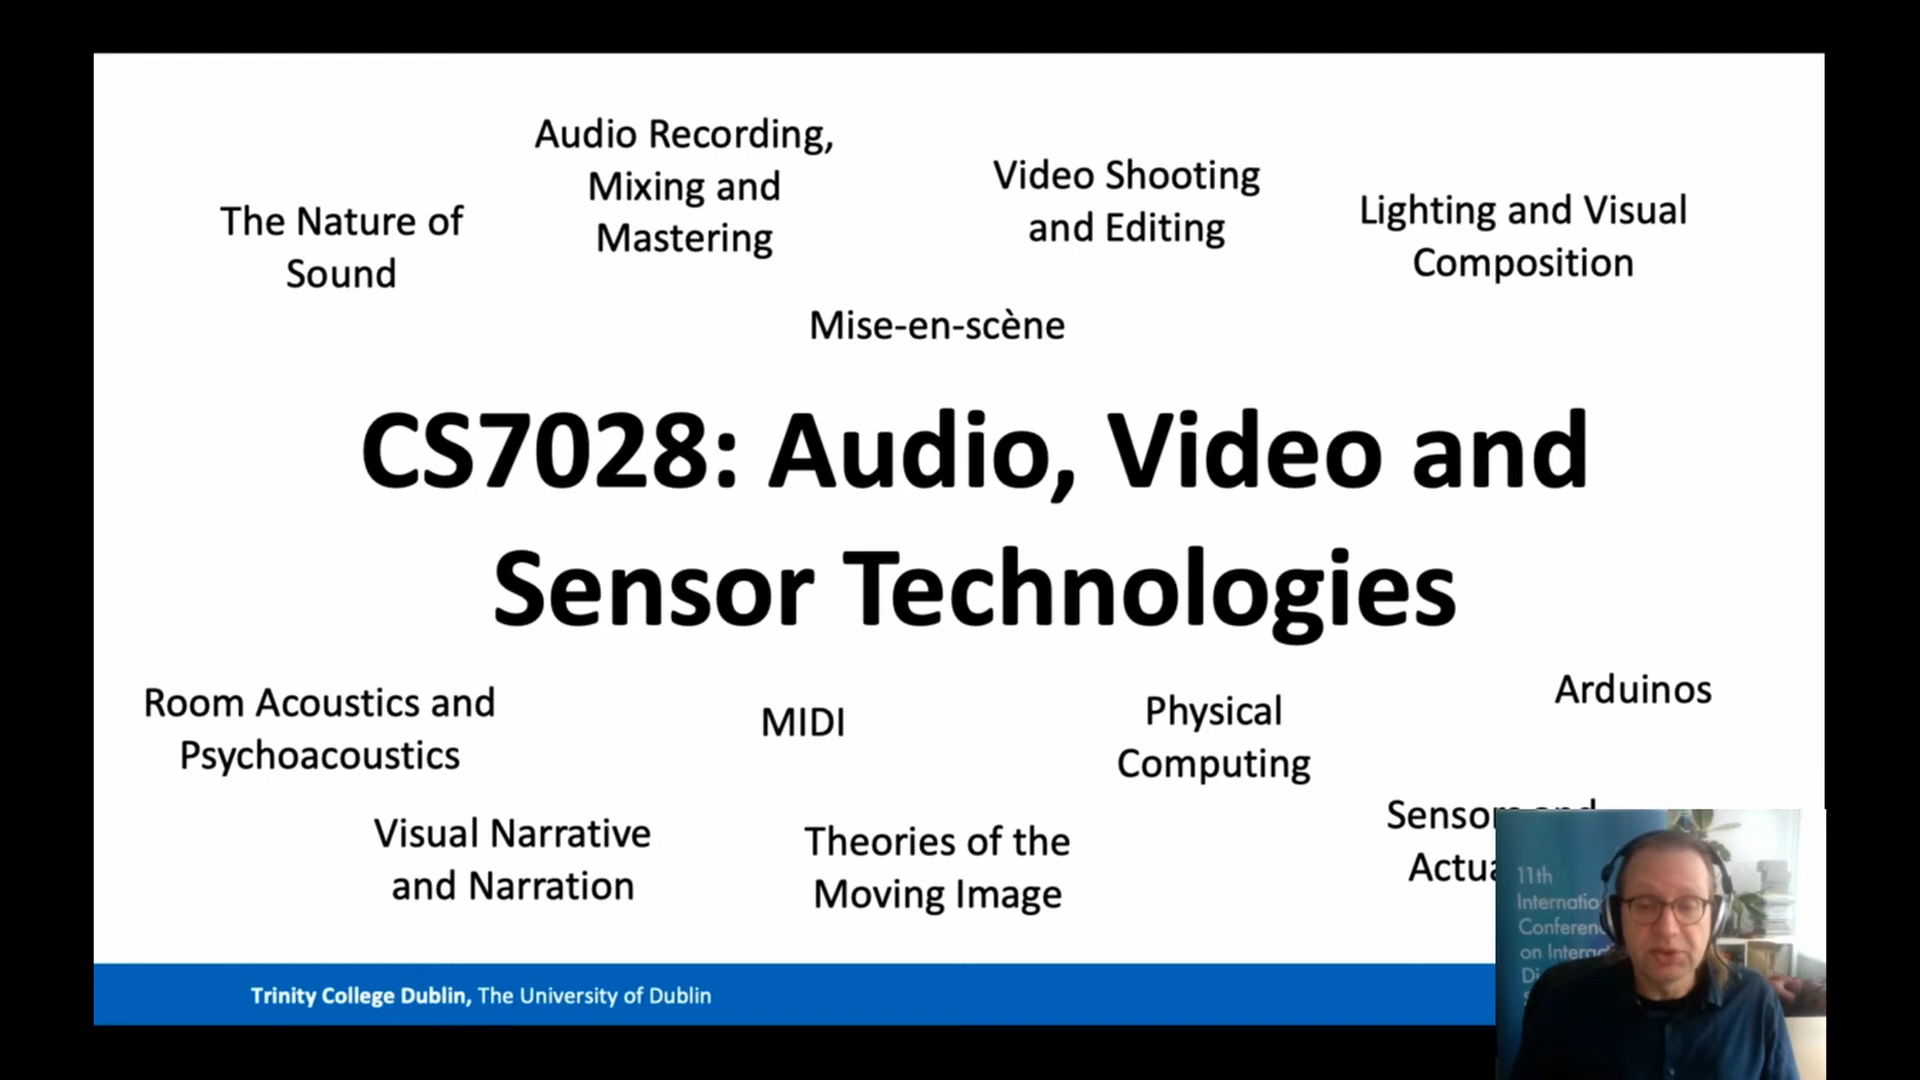 Audio Recording,
Mixing and
Mastering
Video Shooting
and Editing
The Nature of
Sound
Lighting and Visual
Composition
Mise-en-scène
CS7028: Audio, Video and
Sensor Technologies
Room Acoustics and
Psychoacoustics
MIDI
Physical
Computing
Arduinos
Visual Narrative
and Narration
Theories of the
Moving Image
and
11th
on
Trinity College Dublin, The University of Dublin